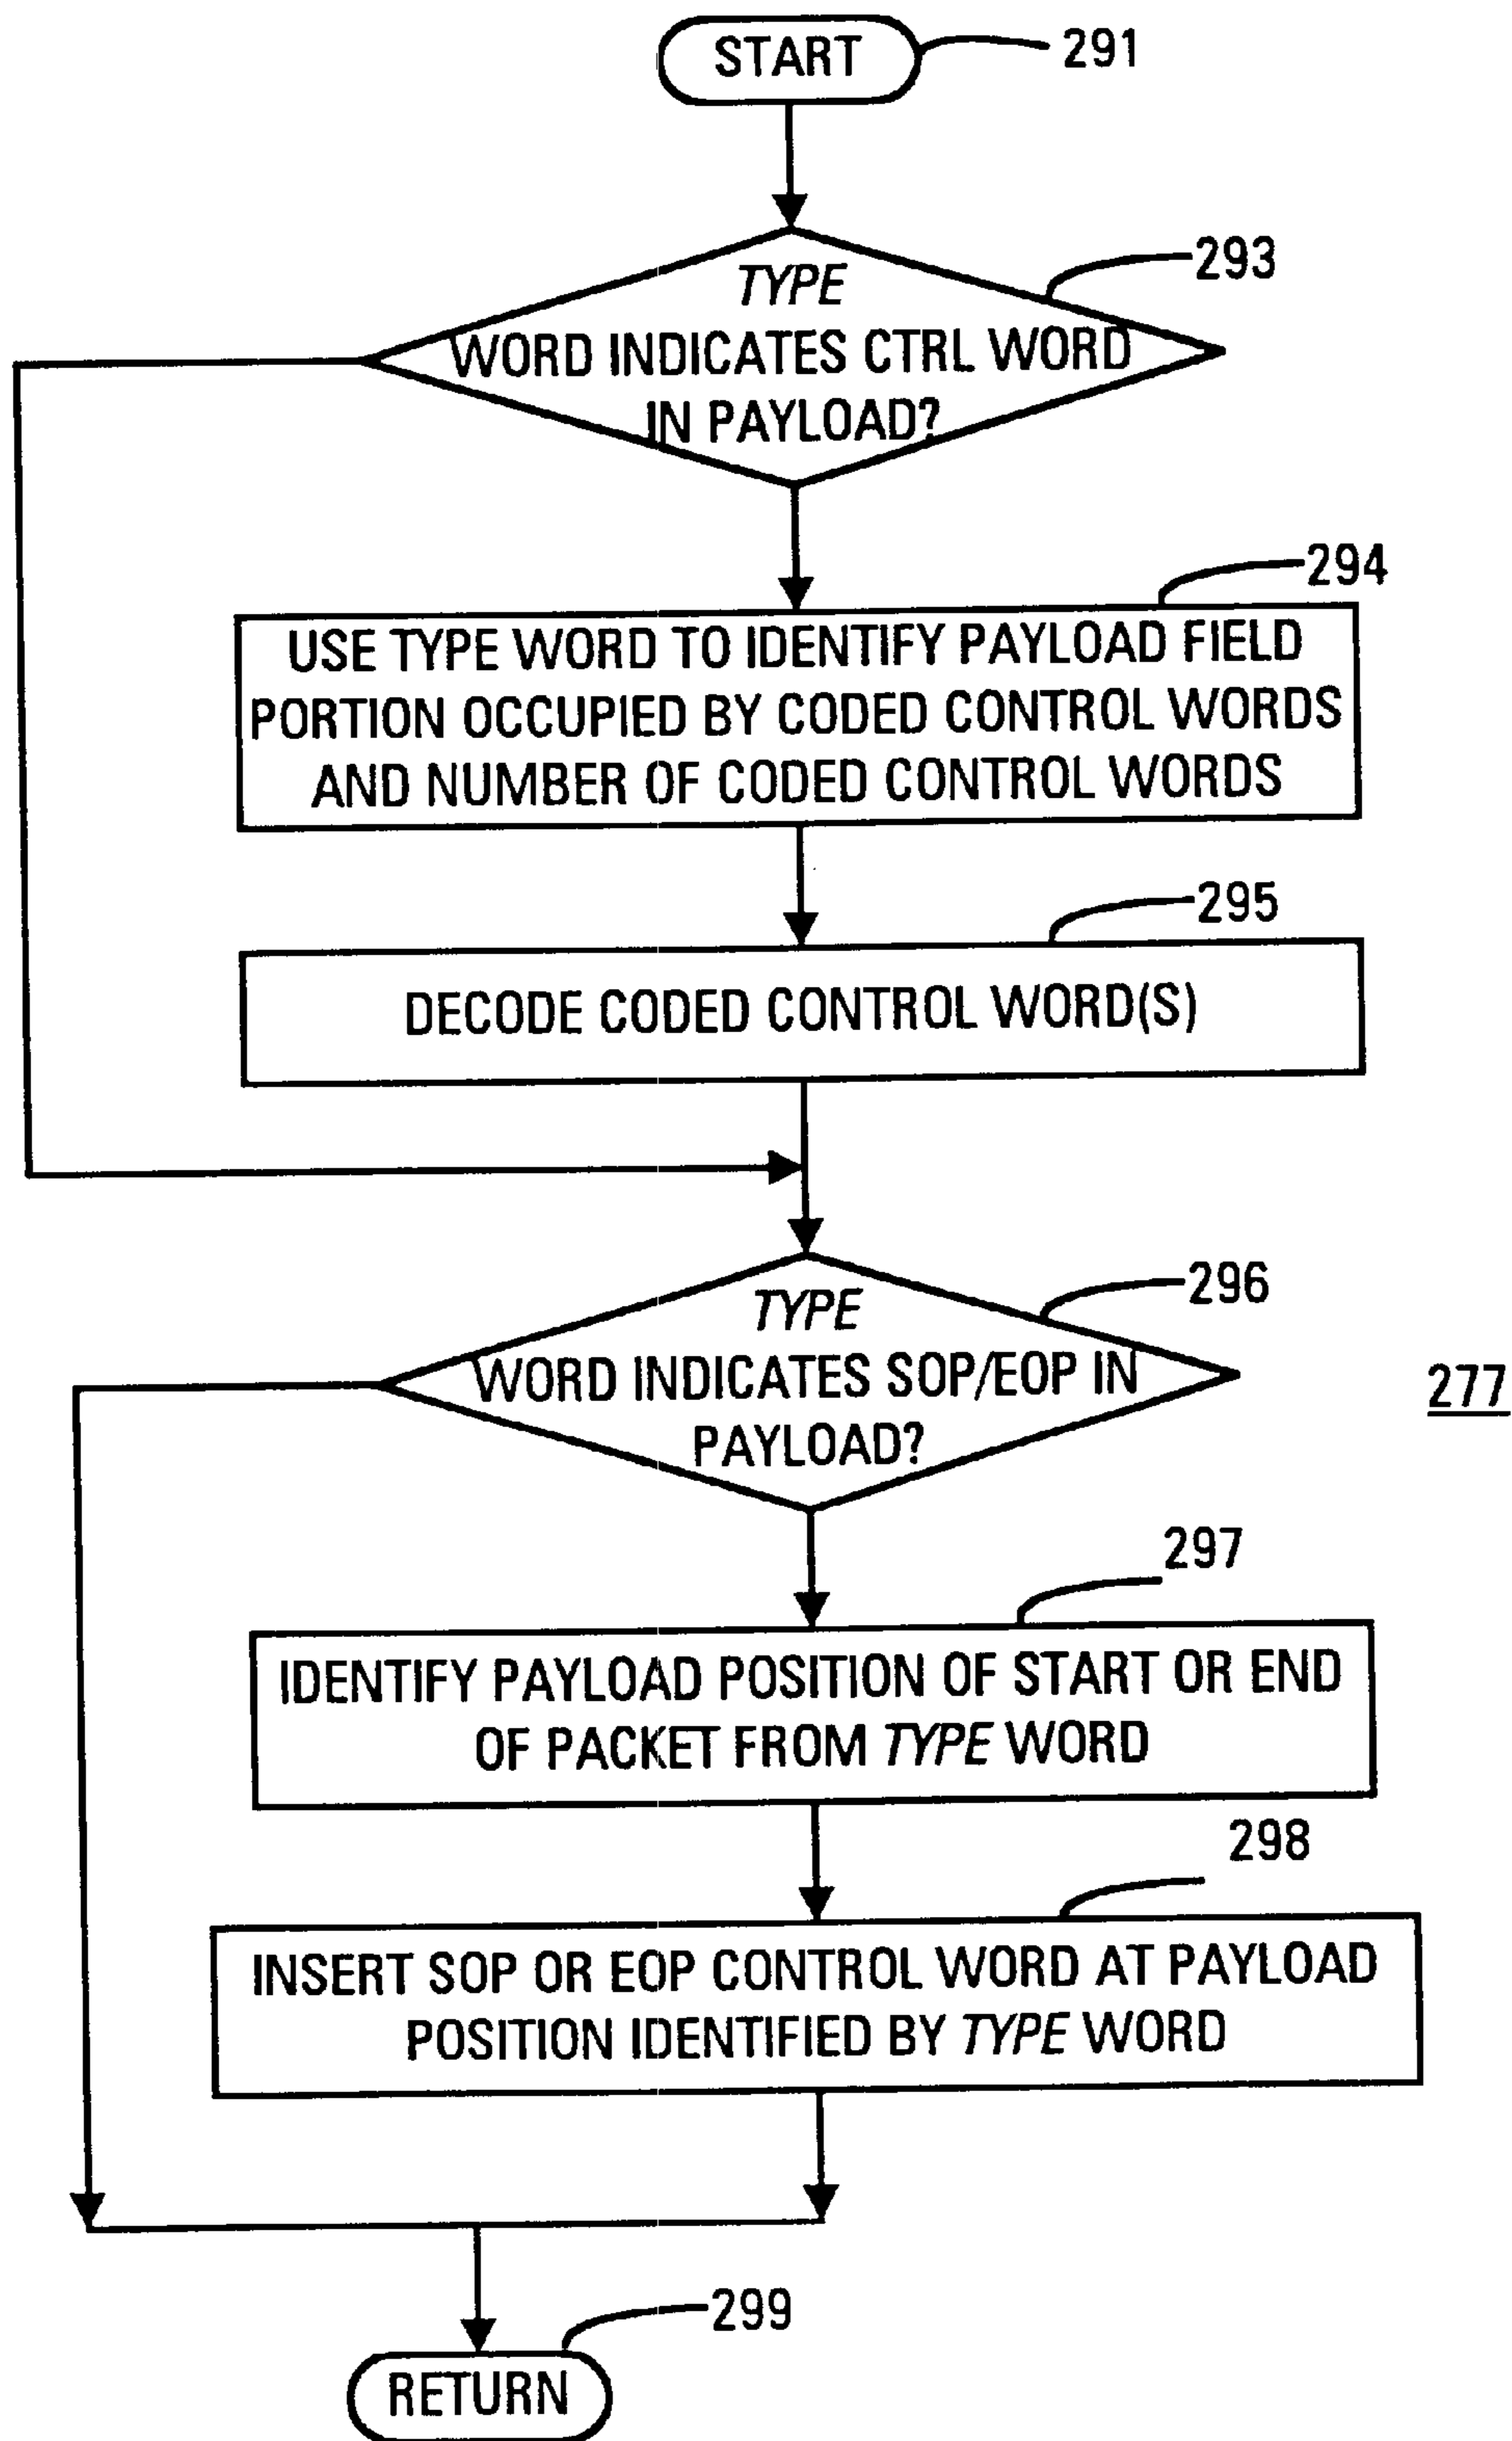 START
291
TYPE
WORD INDICATES CTRL WORD
IN PAYLOAD?
293
294
USE TYPE WORD TO IDENTIFY PAYLOAD FIELD
PORTION OCCUPIED BY CODED CONTROL WORDS
AND NUMBER OF CODED CONTROL WORDS
295
DECODE CODED CONTROL WORD(S)
296
TYPE
WORD INDICATES SOP/EOP IN
PAYLOAD?
277
297
IDENTIFY PAYLOAD POSITION OF START OR END
OF PACKET FROM TYPE WORD
298
INSERT SOP OR EOP CONTROL WORD AT PAYLOAD
POSITION IDENTIFIED BY TYPE WORD
299
RETURN